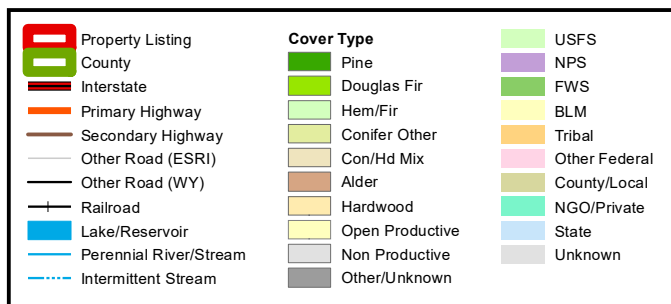 Property Listing
County
Interstate
Primary Highway
Secondary Highway
Other Road (ESRI)
Other Road (WY)
Railroad
Lake/Reservoir
Perennial River/Stream
Intermittent Stream
Cover Type
Pine
Douglas Fir
Hem/Fir
Conifer Other
Con/Hd Mix
Alder
Hardwood
Open Productive
Non Productive
Other/Unknown
USFS
NPS
FWS
BLM
Tribal
Other Federal
County/Local
NGO/Private
State
Unknown